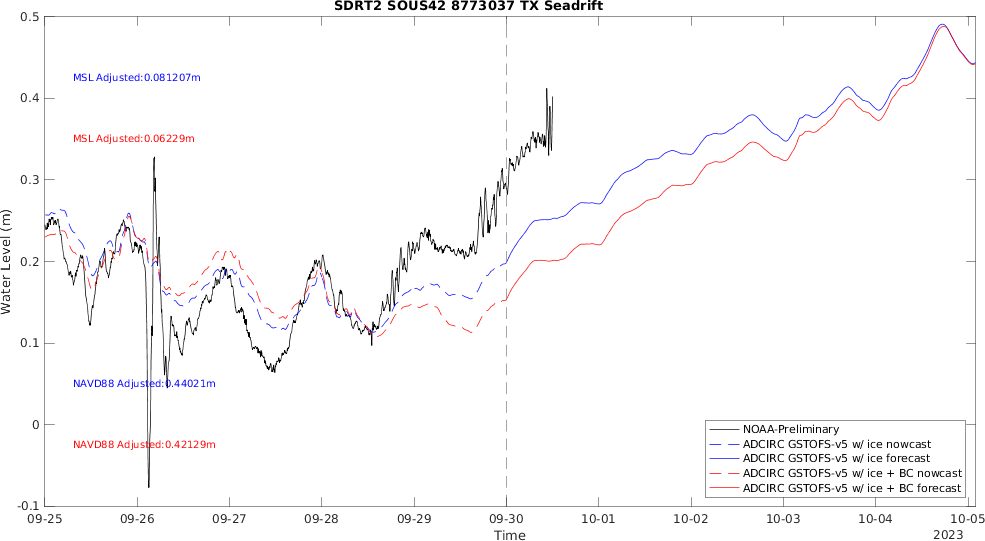 SDRT2 SOUS42 8773037 TX Seadrift
0.5
0.4
0.3
0.2
0.1
0
-0.1
Water Level (m)
MSL Adjusted:0.081207m
MSL Adjusted:0.06229m
NAVD88 Adjusted:0.44021m
NAVD88 Adjusted:0.42129m
NOAA-Preliminary
ADCIRC GSTOFS-v5 w/ ice nowcast
ADCIRC GSTOFS-v5 w/ ice forecast
ADCIRC GSTOFS-v5 w/ ice + BC nowcast
ADCIRC GSTOFS-v5 w/ ice + BC forecast
09-25 09-26 09-27 09-28 09-29 09-30 10-01 10-02 10-03 10-04 10-05
Time
2023